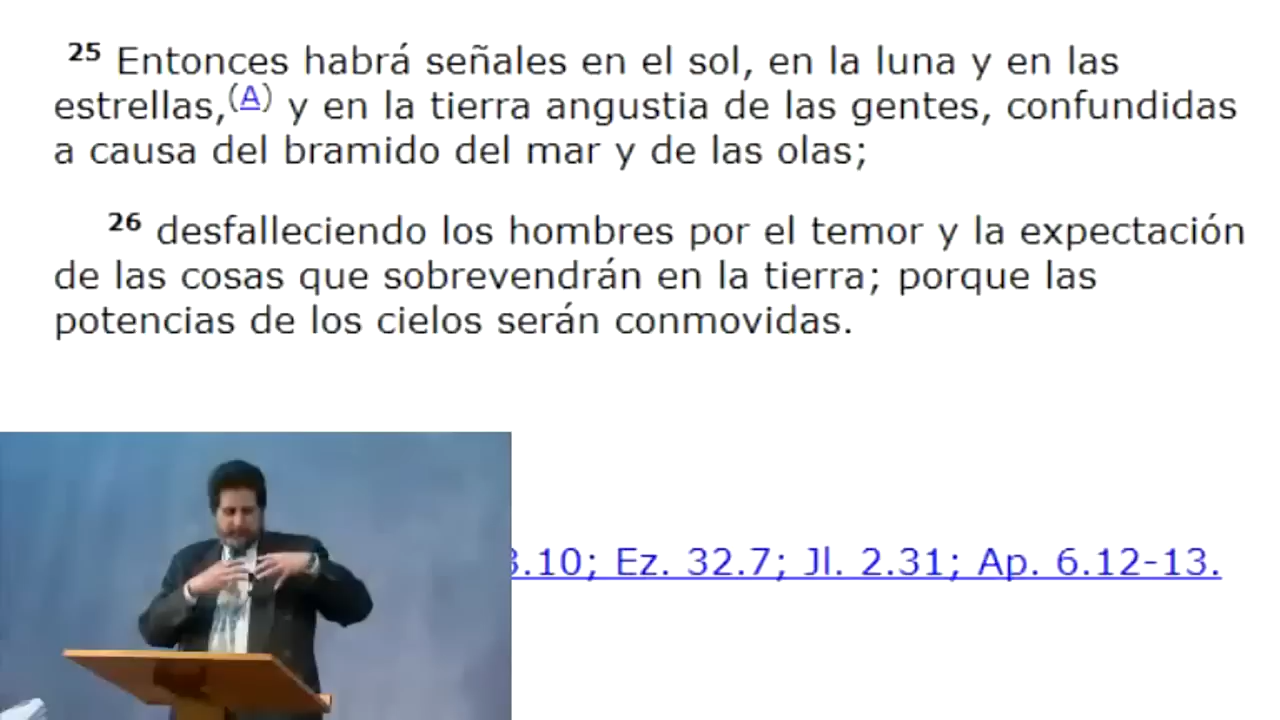 25 Entonces habrá señales en el sol, en la luna y en las
estrellas,(A) y en la tierra angustia de las gentes, confundidas
a causa del bramido del mar y de las olas;
26 desfalleciendo los hombres por el temor y la expectación
de las cosas que sobrevendrán en la tierra; porque las
potencias de los cielos serán conmovidas.
.10; Ez. 32.7; Jl. 2.31; Ap. 6.12-13.